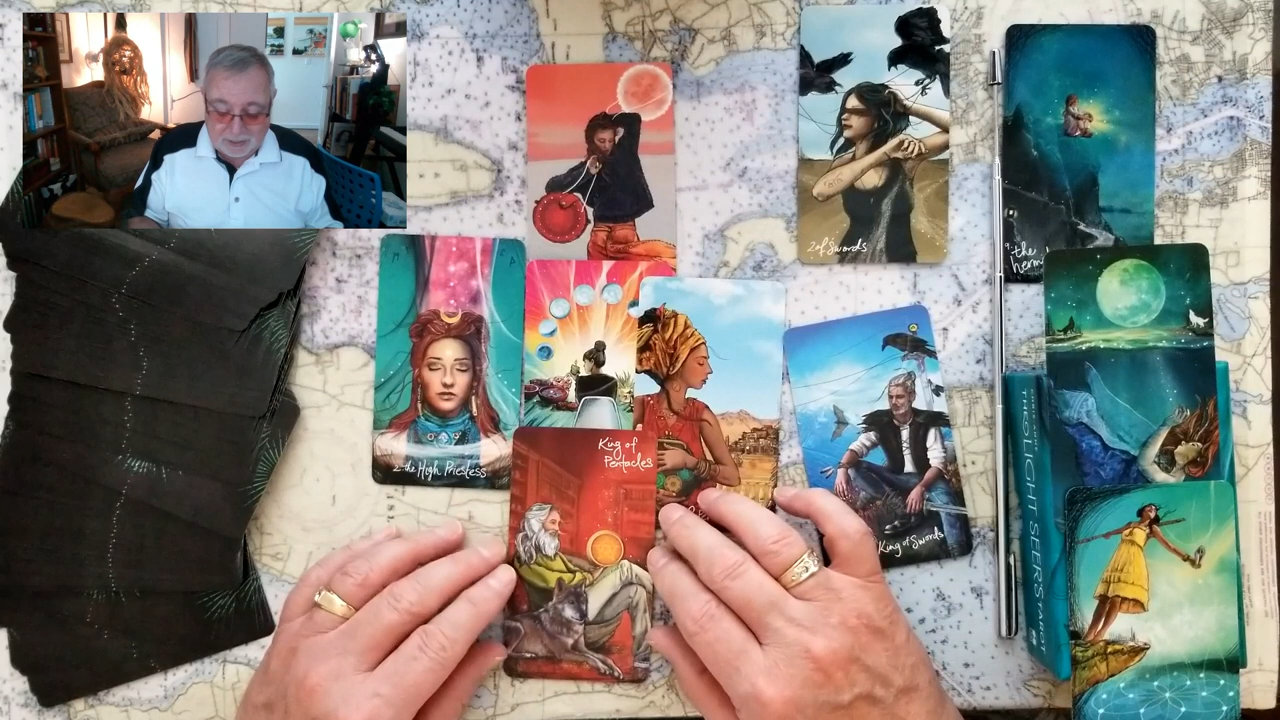 2 of Swords
9 the
hermi
2 the High Priestess
King of
Pentacles
King of Swords
THE LIGHT SEER'S TAROT